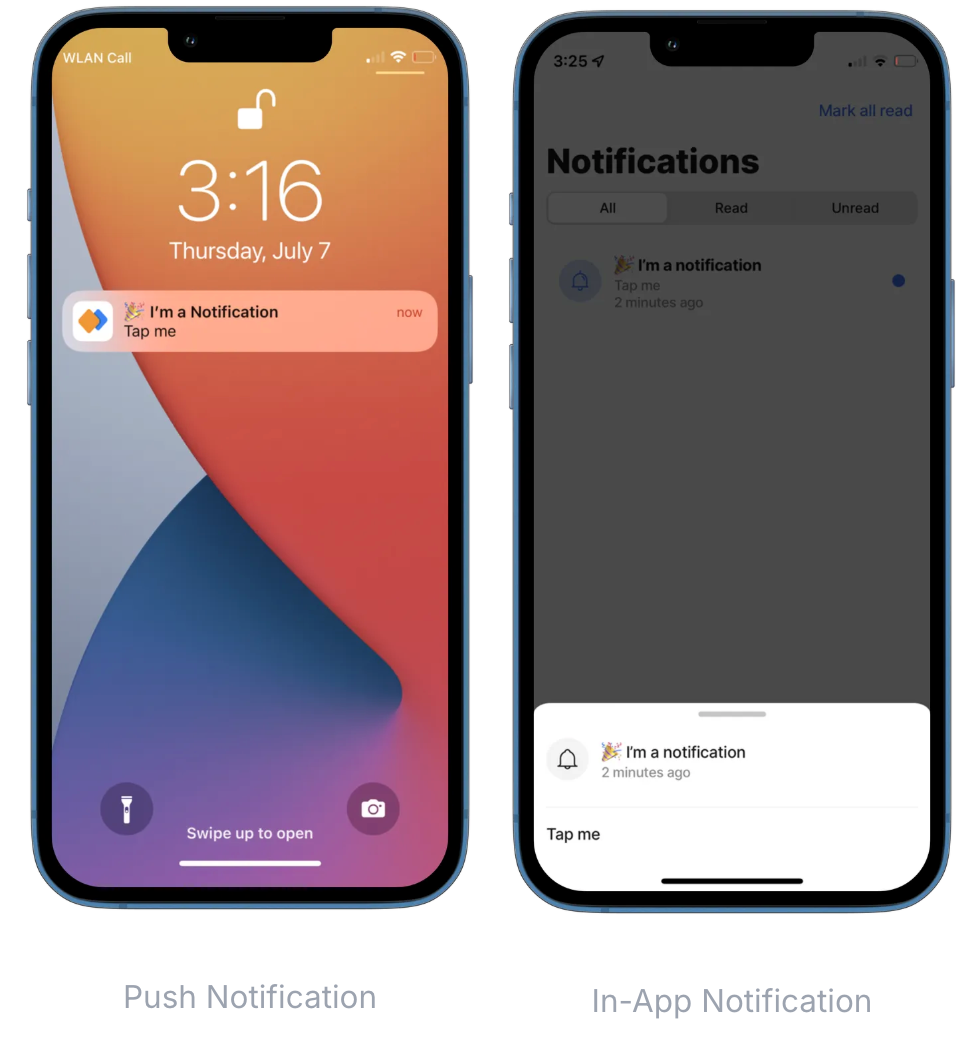 WLAN Call
3:16
Thursday, July 7
🎉 I'm a Notification
now
Tap me
Swipe up to open
Push Notification
3:25
Mark all read
Notifications
All Read Unread
🎉 I'm a notification
Tap me
2 minutes ago
🎉 I'm a notification
2 minutes ago
Tap me
In-App Notification